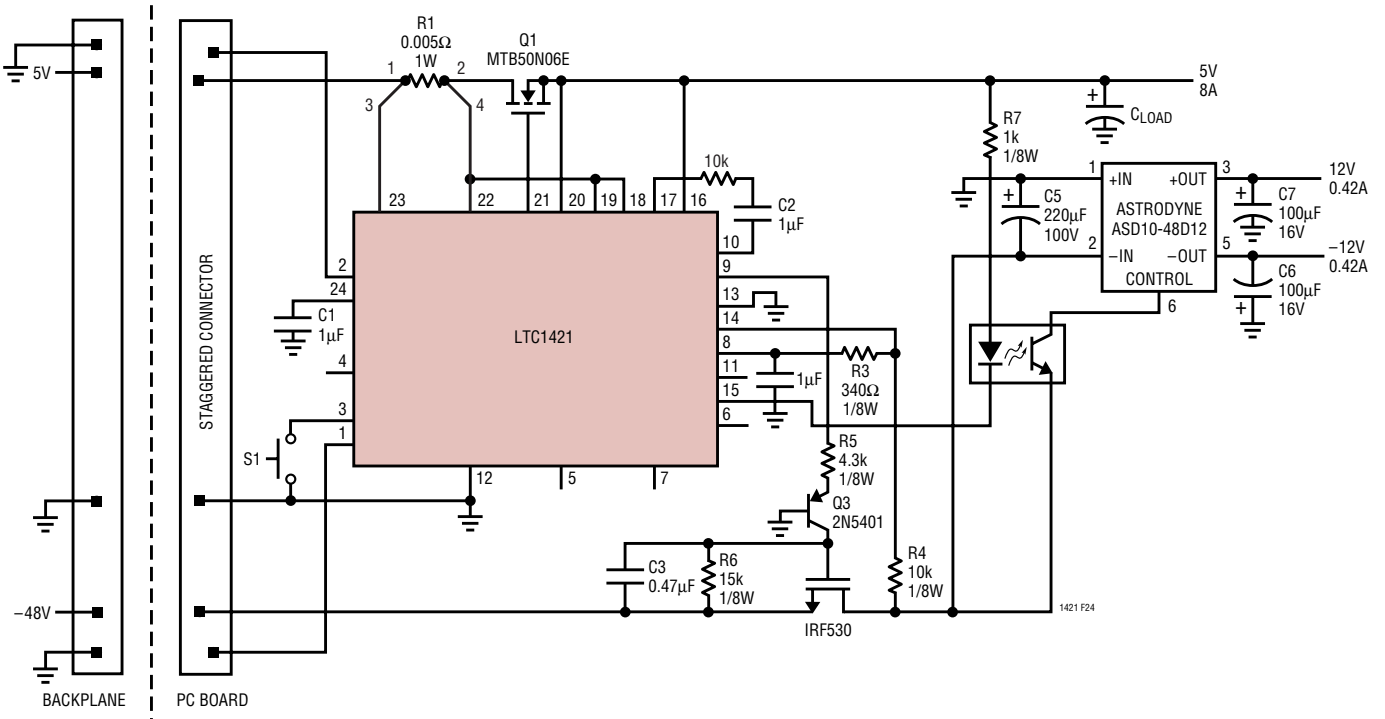 R1
0.005Ω
1W
Q1
MTB50N06E
1
2
3
4
5V
5V
8A
+
CLOAD
R7
1k
1/8W
10k
C2
1µF
23
22
21
20
19
18
17
16
10
9
13
14
8
11
15
6
2
24
4
3
1
12
5
7
LTC1421
C1
1µF
S1
STAGGERED CONNECTOR
1µF
R3
340Ω
1/8W
R5
4.3k
1/8W
Q3
2N5401
C3
0.47µF
R6
15k
1/8W
R4
10k
1/8W
IRF530
+
C5
220µF
100V
1
+IN
+OUT
3
ASTRODYNE
ASD10-48D12
2
–IN
–OUT
5
CONTROL
6
12V
0.42A
+
C7
100µF
16V
–12V
0.42A
C6
100µF
16V
+
–48V
1421 F24
BACKPLANE
PC BOARD